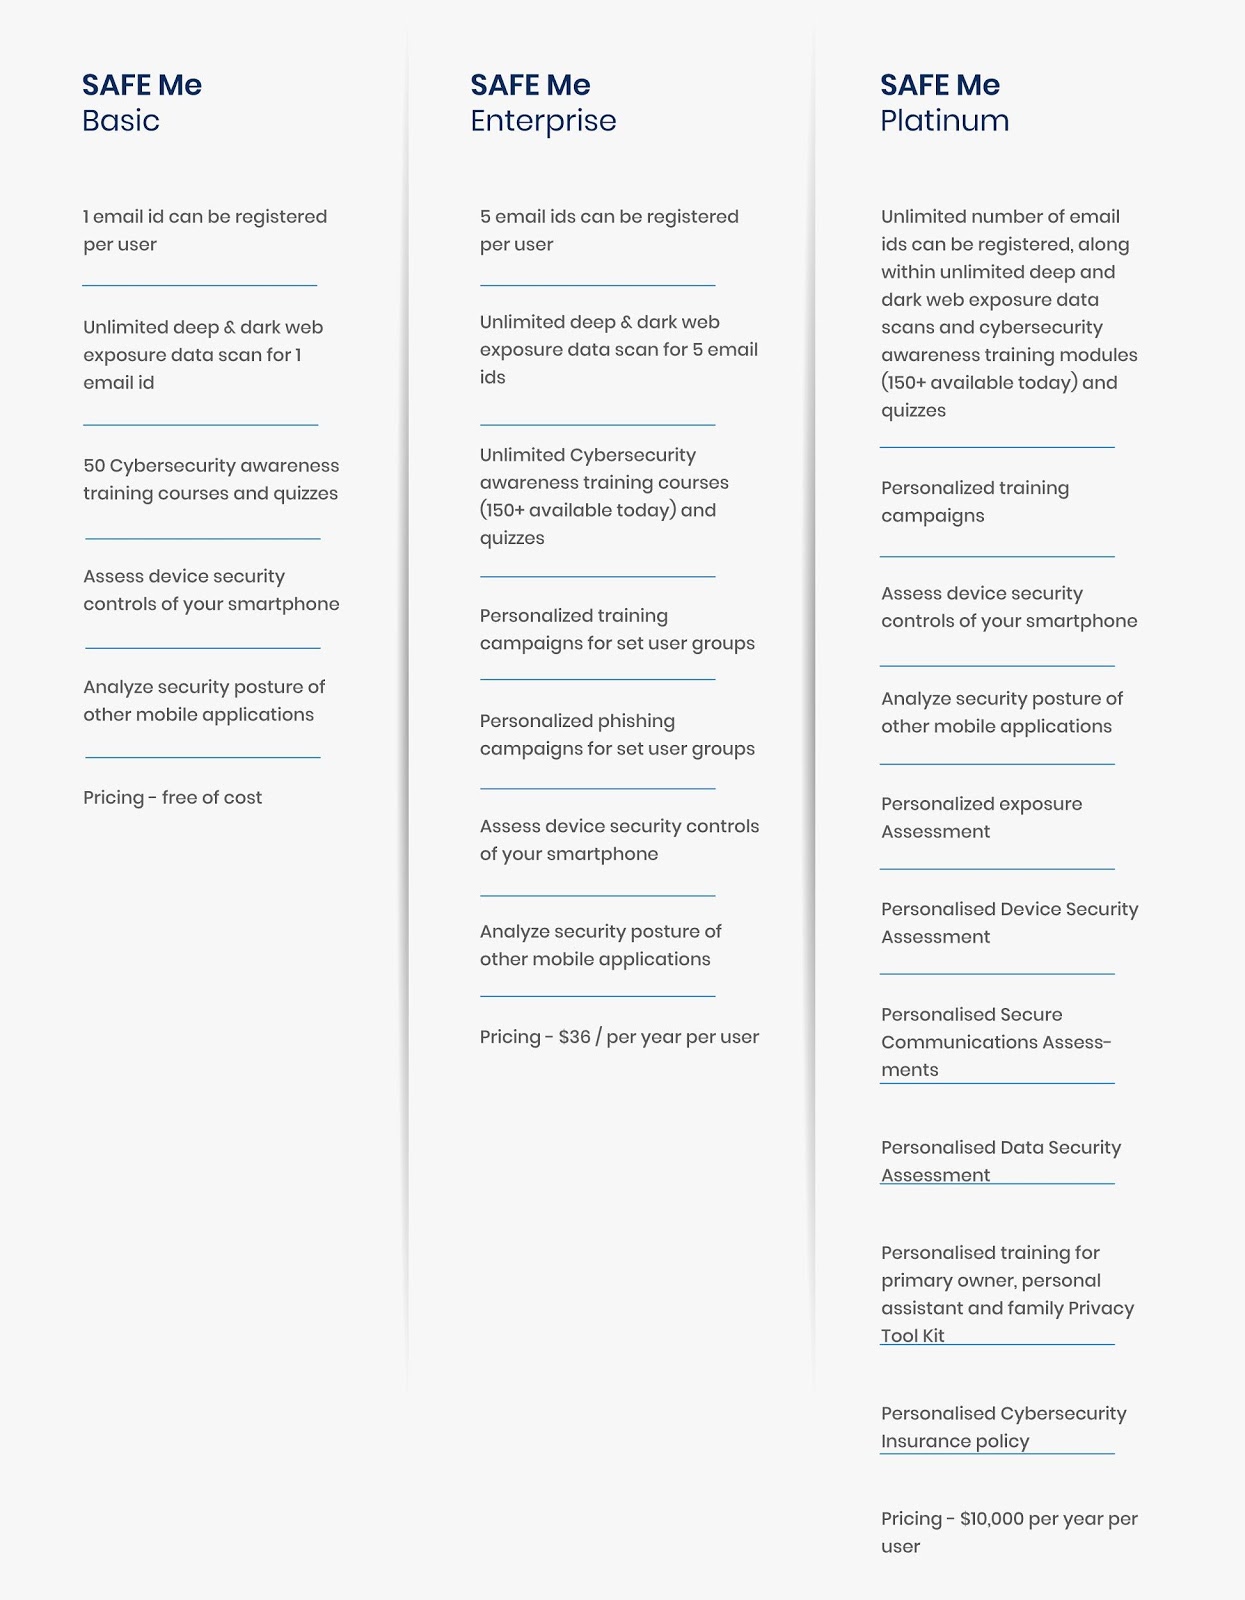 SAFE Me
Basic
1 email id can be registered
per user
Unlimited deep & dark web
exposure data scan for 1
email id
50 Cybersecurity awareness
training courses and quizzes
Assess device security
controls of your smartphone
Analyze security posture of
other mobile applications
Pricing - free of cost
SAFE Me
Enterprise
5 email ids can be registered
per user
Unlimited deep & dark web
exposure data scan for 5 email
ids
Unlimited Cybersecurity
awareness training courses
(150+ available today) and
quizzes
Personalized training
campaigns for set user groups
Personalized phishing
campaigns for set user groups
Assess device security controls
of your smartphone
Analyze security posture of
other mobile applications
Pricing - $36 / per year per user
SAFE Me
Platinum
Unlimited number of email
ids can be registered, along
within unlimited deep and
dark web exposure data
scans and cybersecurity
awareness training modules
(150+ available today) and
quizzes
Personalized training
campaigns
Assess device security
controls of your smartphone
Analyze security posture of
other mobile applications
Personalized exposure
Assessment
Personalised Device Security
Assessment
Personalised Secure
Communications Assess-
ments
Personalised Data Security
Assessment
Personalised training for
primary owner, personal
assistant and family Privacy
Tool Kit
Personalised Cybersecurity
Insurance policy
Pricing - $10,000 per year per
user